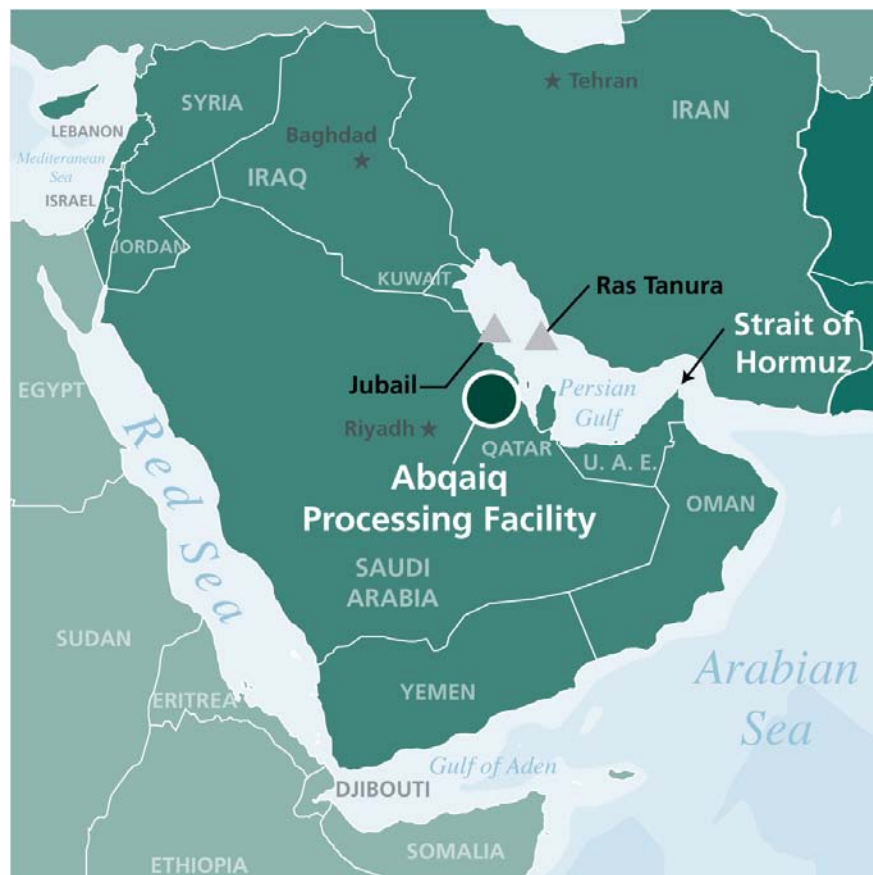 Tehran
SYRIA
IRAN
LEBANON
Baghdad
Mediteranean
Sea
IRAQ
ISRAEL
JORDAN
KUWAIT
Ras Tanura
Strait of
Hormuz
EGYPT
Jubail
Persian
Gulf
Riyadh
QATAR
U. A. E.
Abqaiq
Processing Facility
OMAN
Red Sea
SAUDI
ARABIA
SUDAN
Arabian
Sea
ERITREA
YEMEN
Gulf of Aden
DJIBOUTI
ETHIOPIA
SOMALIA